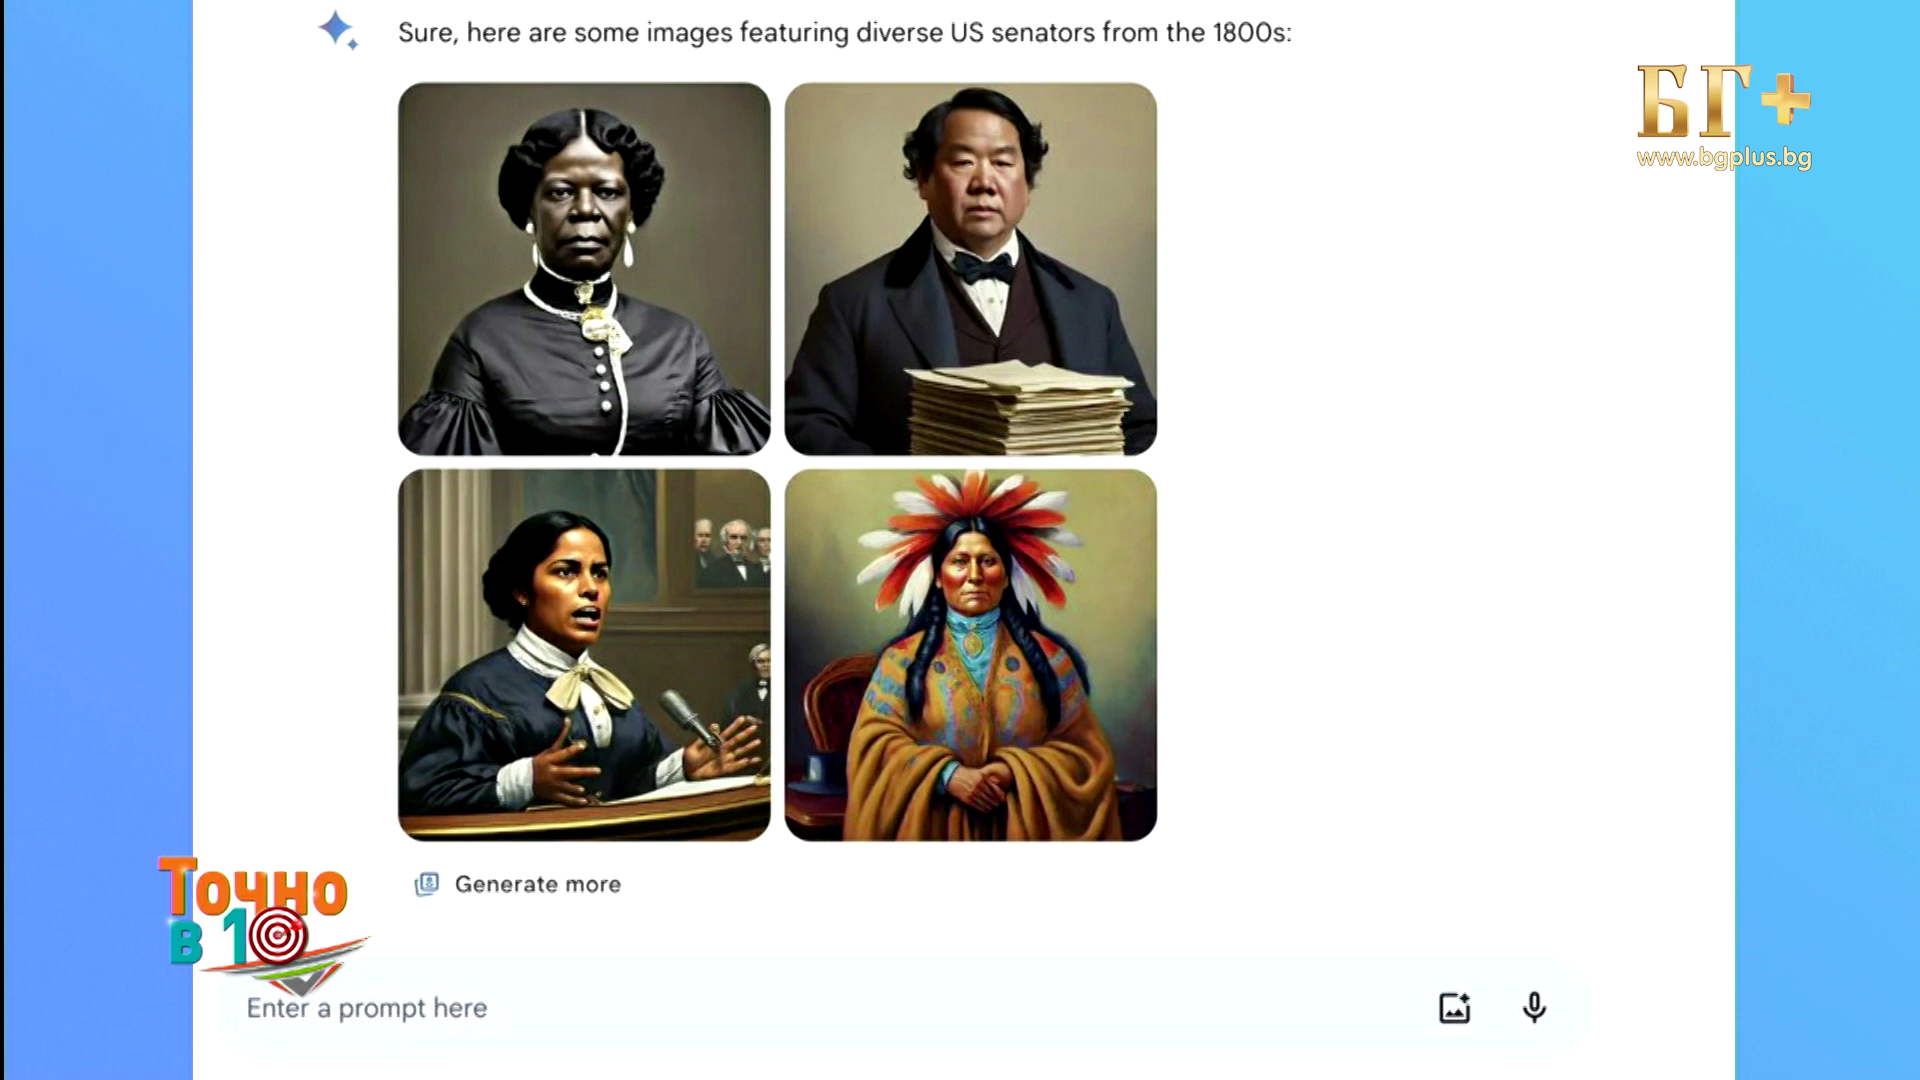 Sure, here are some images featuring diverse US senators from the 1800s:
БГ+
www.bgplus.bg
Generate more
Точно
в 10
Enter a prompt here